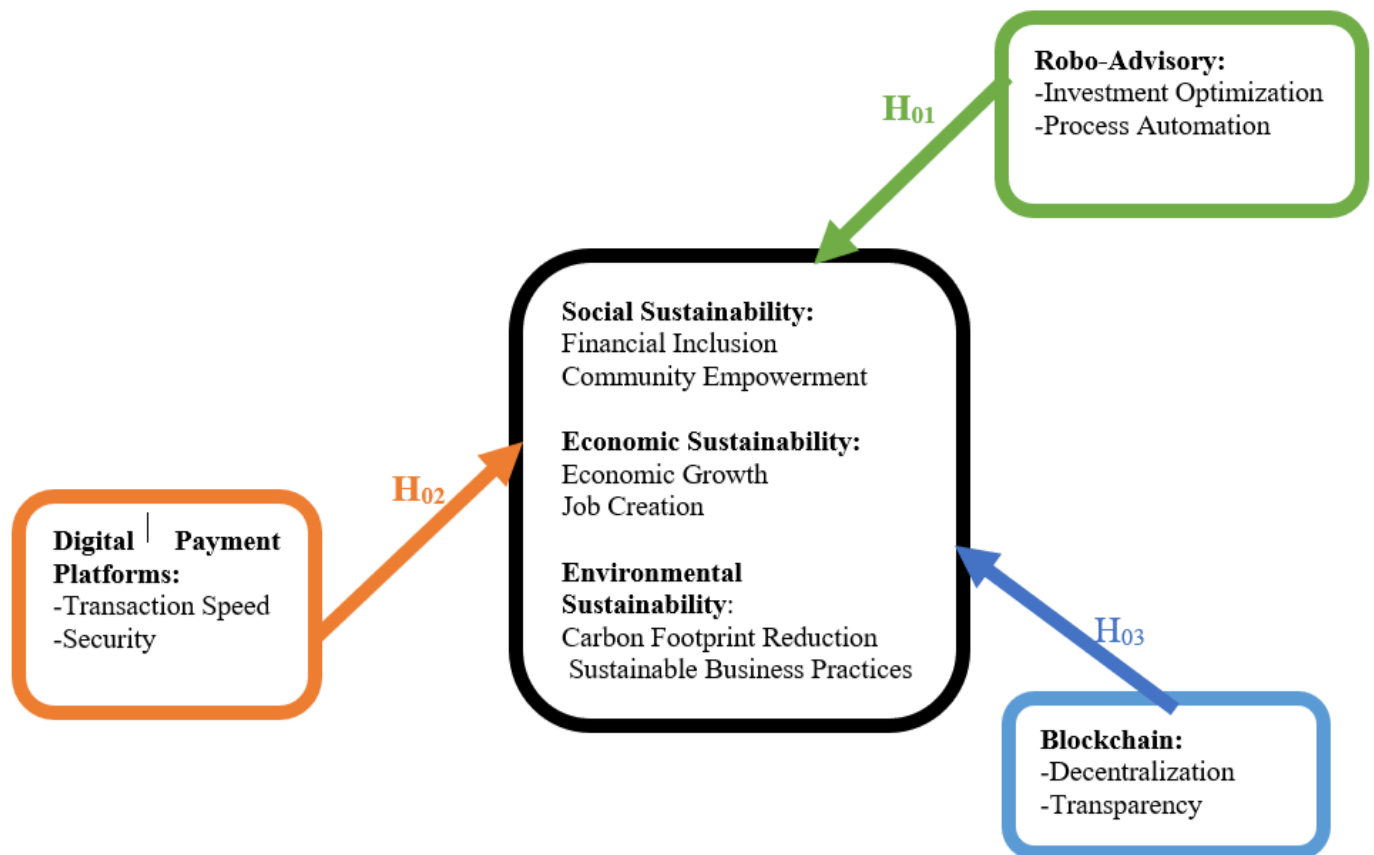 Robo-Advisory:
-Investment Optimization
-Process Automation
H01
Social Sustainability:
Financial Inclusion
Community Empowerment
Economic Sustainability:
Economic Growth
Job Creation
Environmental
Sustainability:
Carbon Footprint Reduction
Sustainable Business Practices
H02
Digital Payment
Platforms:
-Transaction Speed
-Security
H03
Blockchain:
-Decentralization
-Transparency